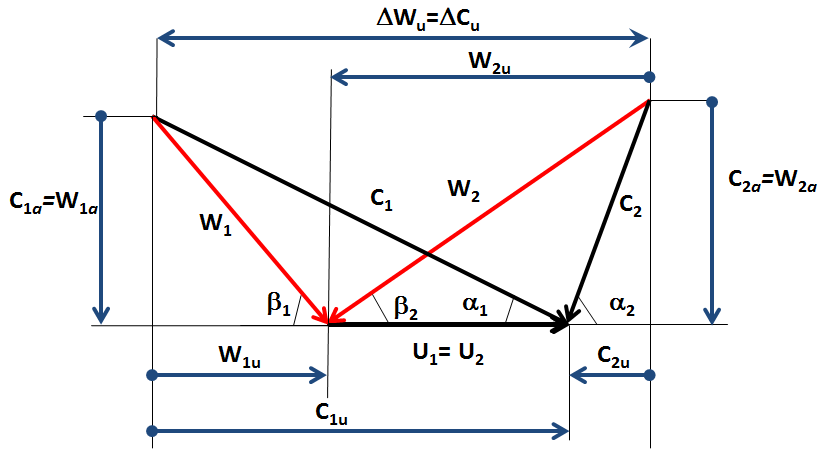 ΔWu=ΔCu
W2u
C1a=W1a
W1
C1
W2
C2
C2a=W2a
β1
β2
α1
α2
U1= U2
W1u
C2u
C1u